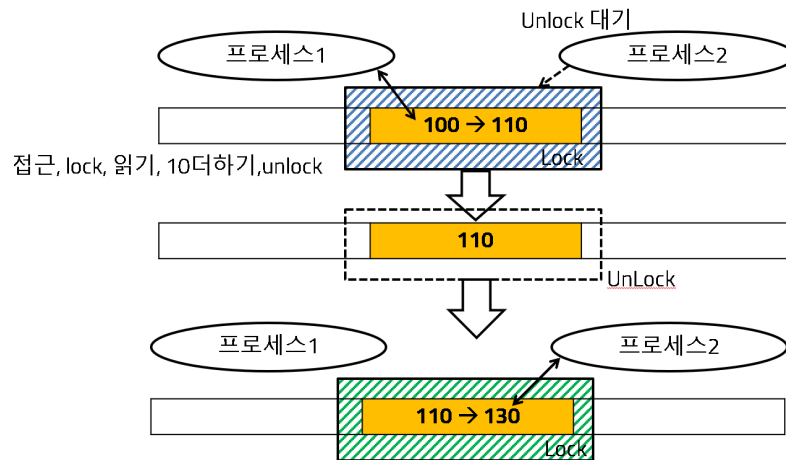 Unlock 대기
프로세스1
프로세스2
100 → 110
Lock
접근, lock, 읽기, 10더하기,unlock
110
UnLock
프로세스1
프로세스2
110 → 130
Lock